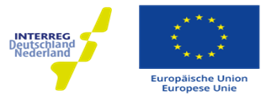 INTERREG
Deutschland
Nederland
Europäische Union
Europese Unie